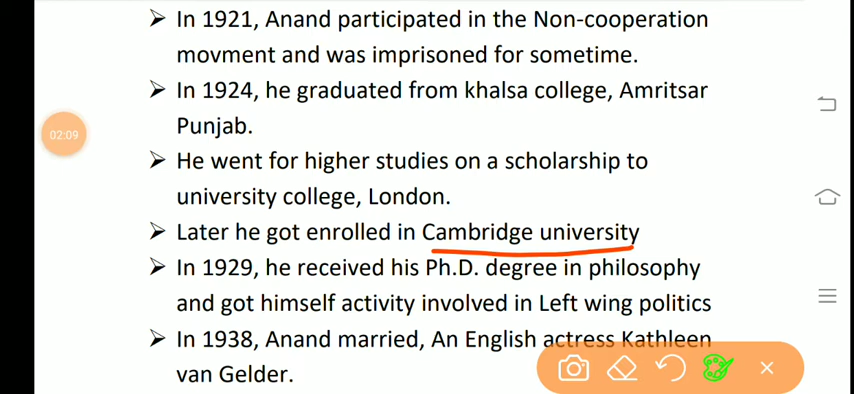 ➢ In 1921, Anand participated in the Non-cooperation
movment and was imprisoned for sometime.
➢ In 1924, he graduated from khalsa college, Amritsar
Punjab.
02:09
➢ He went for higher studies on a scholarship to
university college, London.
➢ Later he got enrolled in Cambridge university
➢ In 1929, he received his Ph.D. degree in philosophy
and got himself activity involved in Left wing politics
➢ In 1938, Anand married, An English actress Kathleen
van Gelder.